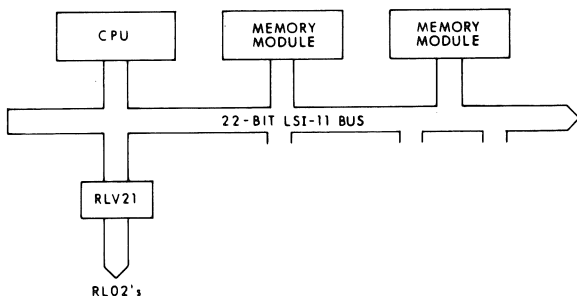 CPU
MEMORY
MODULE
MEMORY
MODULE
22-BIT LSI-11 BUS
RLV21
RL02's